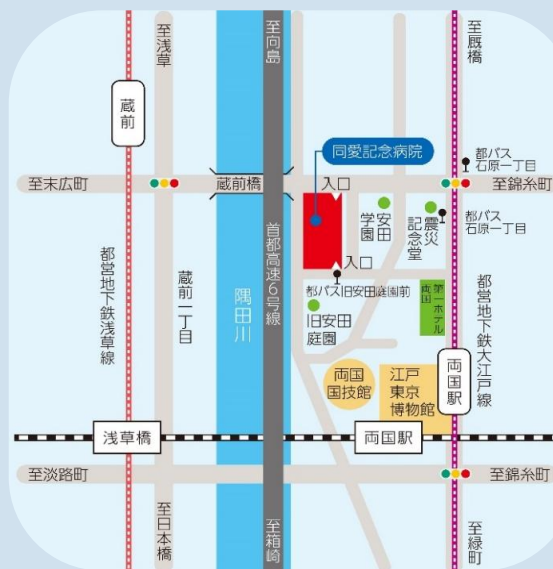 至浅草
至向島
至厩橋
蔵前
同愛記念病院
都バス
石原一丁目
至末広町
蔵前橋
入口
至錦糸町
安田
学園
震災
記念堂
都バス
石原一丁目
入口
都バス旧安田庭園前
旧安田
庭園
第一ホテル
両国
都営地下鉄浅草線
蔵前一丁目
隅田川
首都高速6号線
都営地下鉄大江戸線
両国
国技館
江戸
東京
博物館
両国駅
浅草橋
両国駅
至淡路町
至錦糸町
至日本橋
至箱崎
至緑町